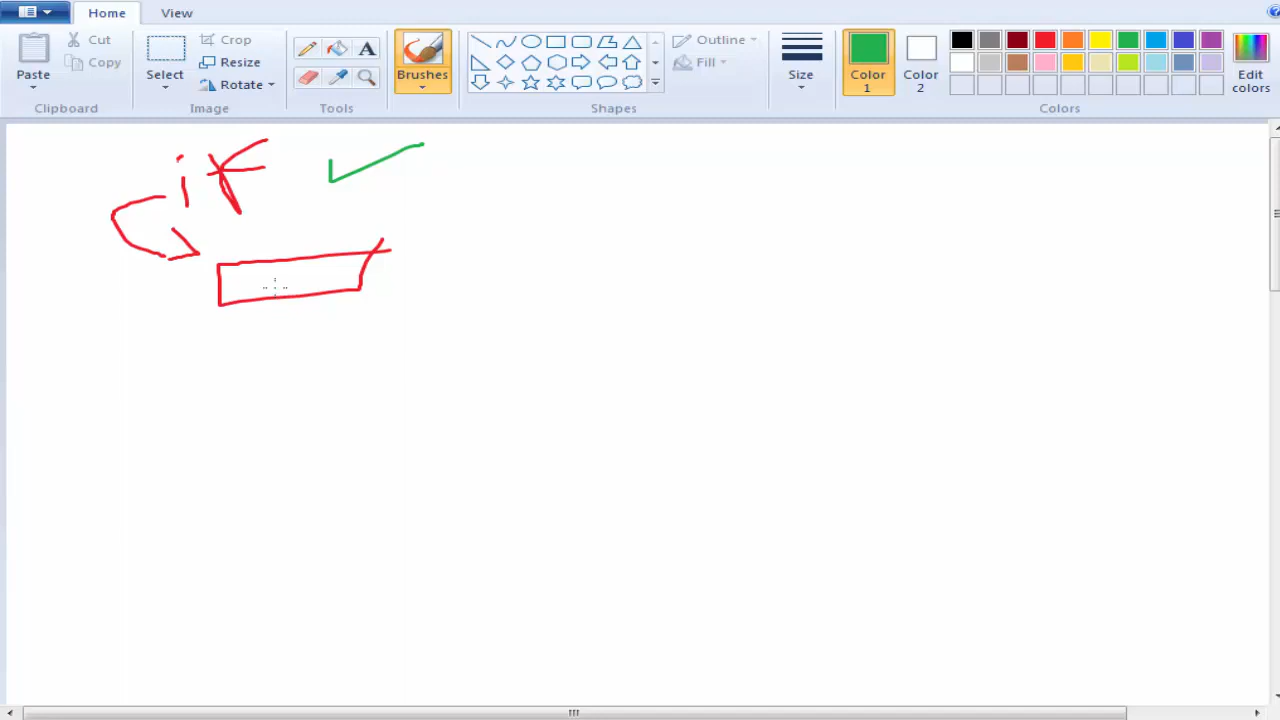 Home View
Paste Cut Copy Clipboard
Select Crop Resize Rotate Image
A Tools
Brushes
Shapes
Outline Fill
Size
Color 1 Color 2 Edit colors Colors
if